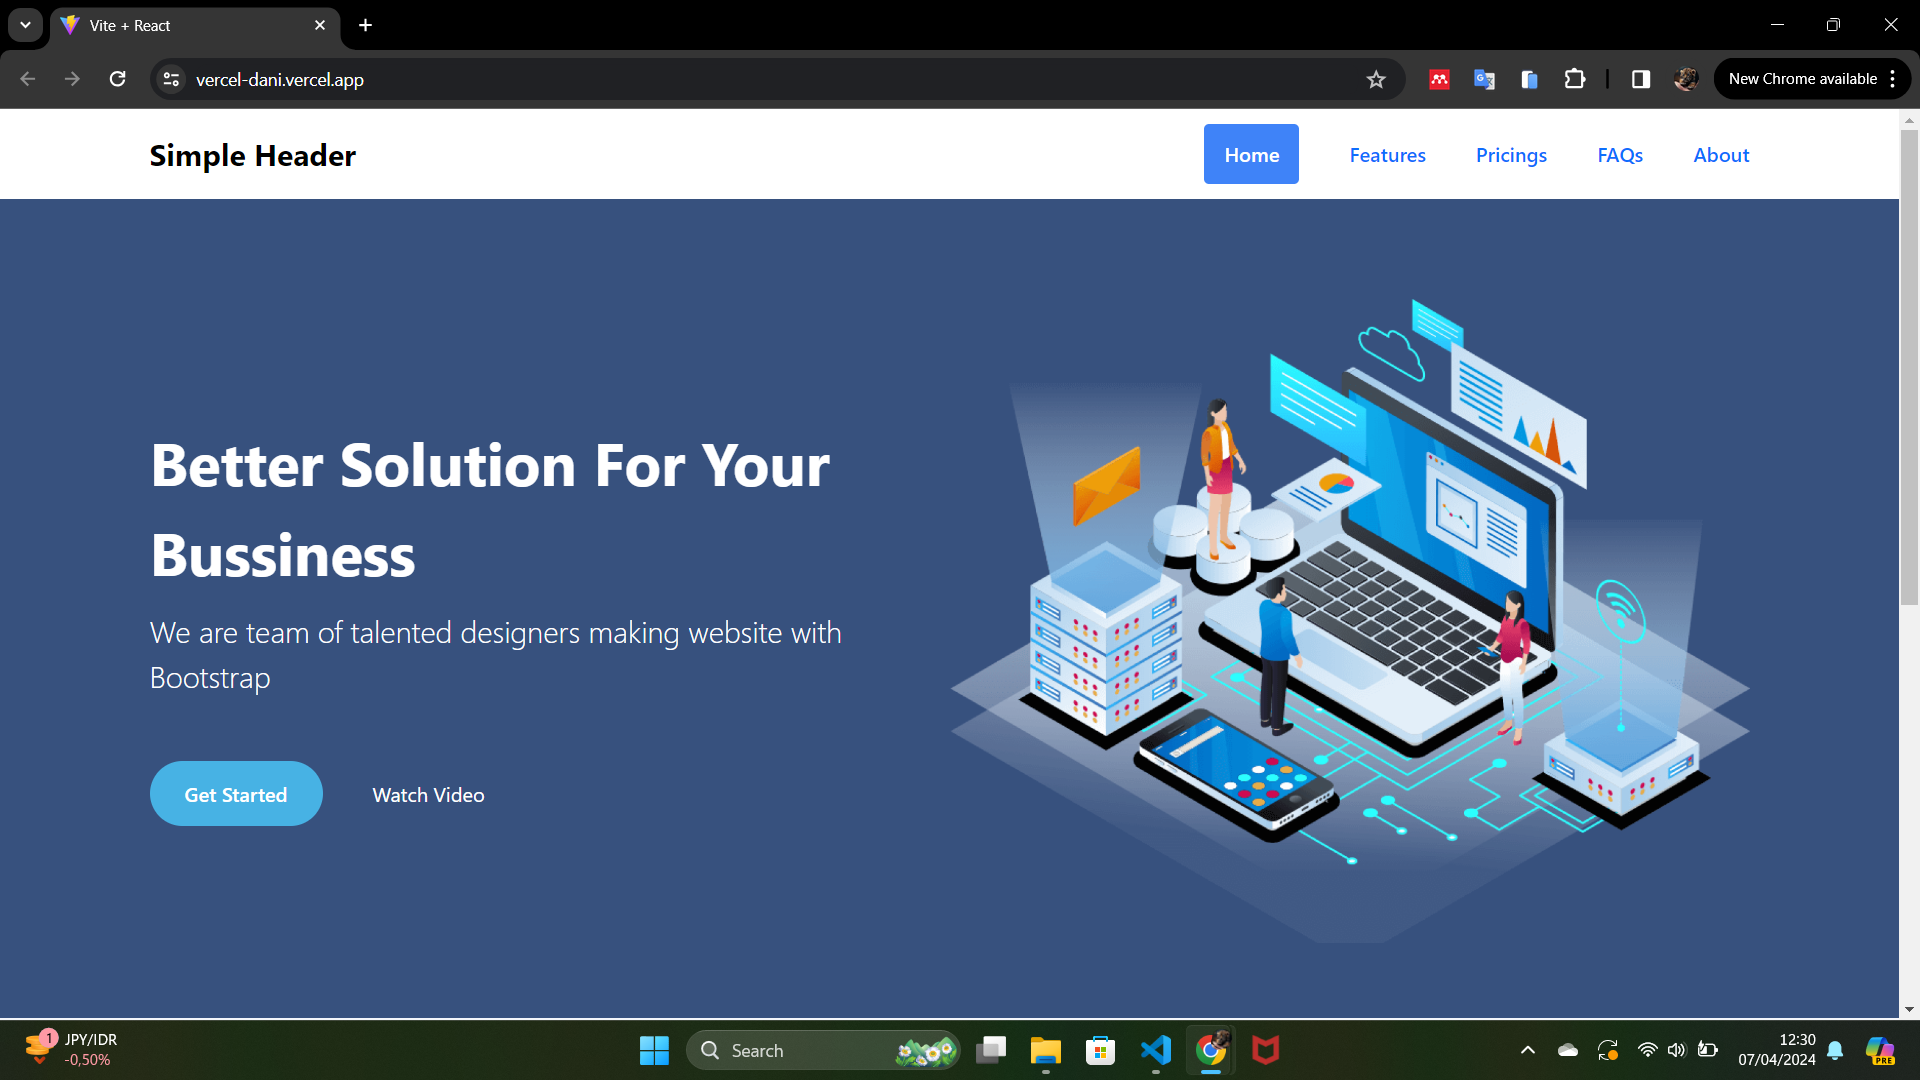 Vite + React
vercel-dani.vercel.app
New Chrome available
Simple Header
Home
Features
Pricings
FAQs
About
Better Solution For Your
Bussiness
We are team of talented designers making website with
Bootstrap
Get Started
Watch Video
1
JPY/IDR
-0,50%
Search
12:30
07/04/2024
PRE